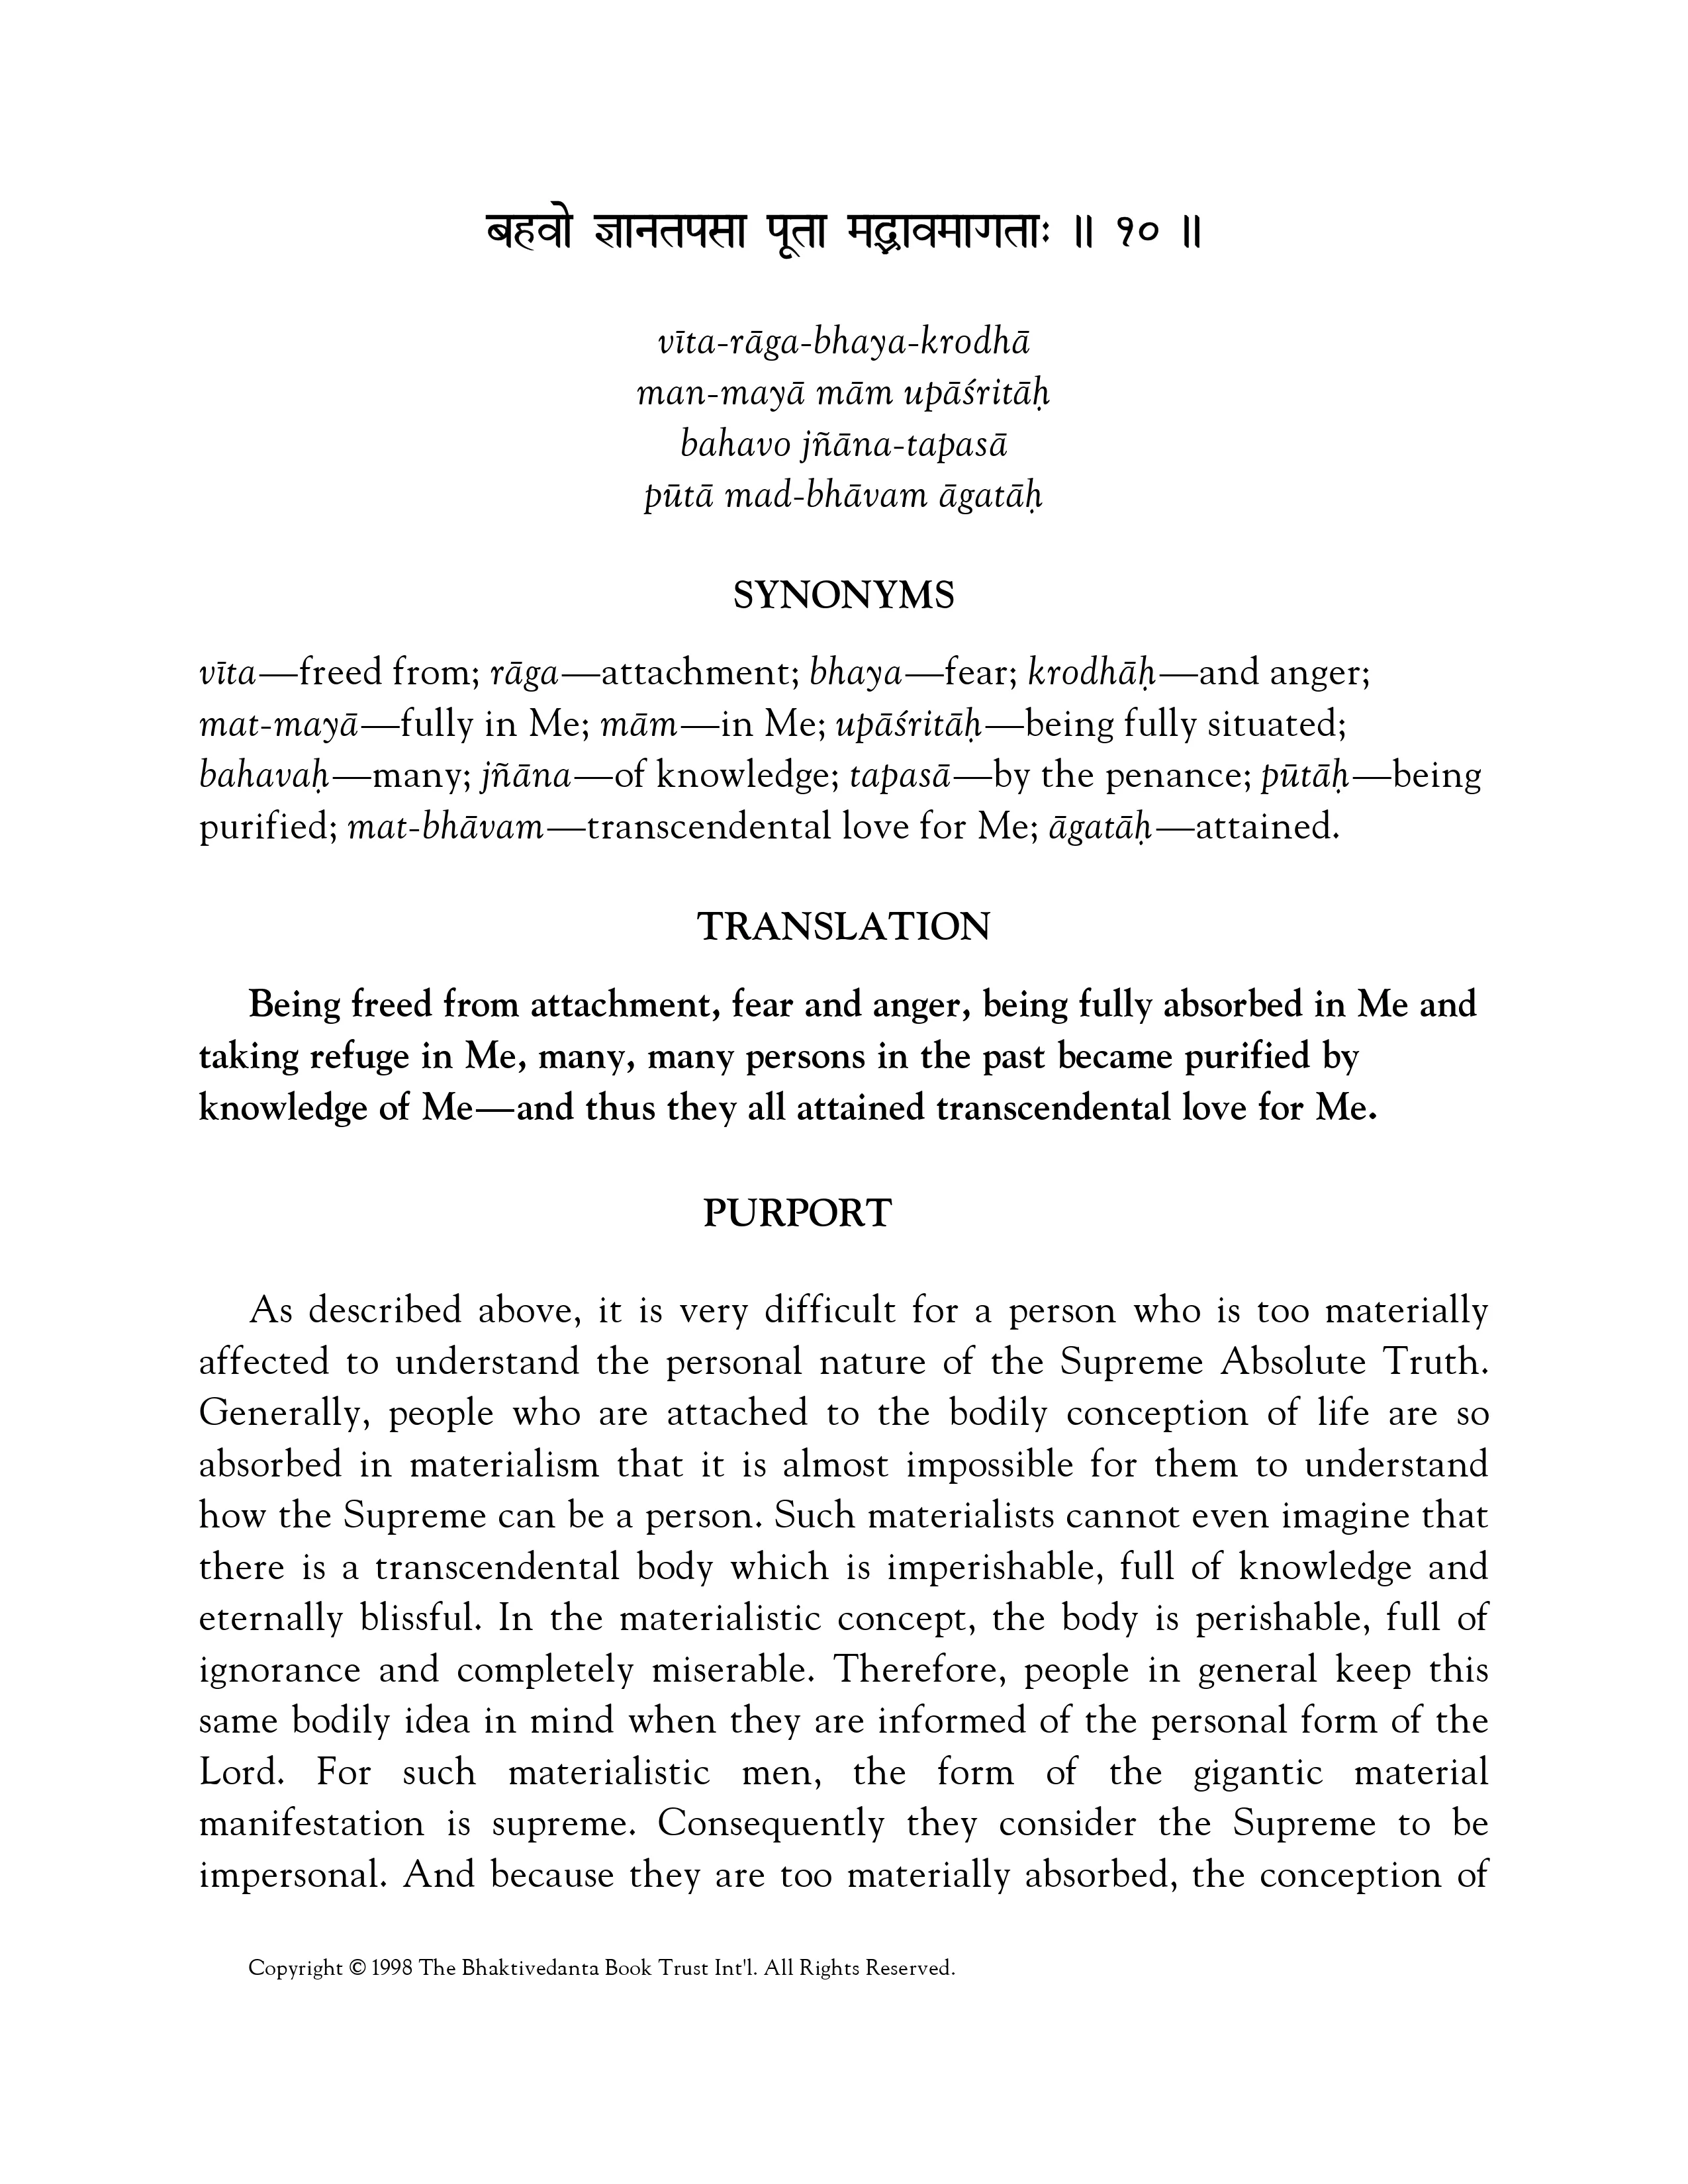 बहवो ज्ञानतपसा पूता मद्भावमागताः ॥ १० ॥
vīta-rāga-bhaya-krodhā
man-mayā mām upāśritāḥ
bahavo jñāna-tapasā
pūtā mad-bhāvam āgatāḥ
SYNONYMS
vīta—freed from; rāga—attachment; bhaya—fear; krodhāḥ—and anger;
mat-mayā—fully in Me; mām—in Me; upāśritāḥ—being fully situated;
bahavaḥ—many; jñāna—of knowledge; tapasā—by the penance; pūtāḥ—being
purified; mat-bhāvam—transcendental love for Me; āgatāḥ—attained.
TRANSLATION
Being freed from attachment, fear and anger, being fully absorbed in Me and
taking refuge in Me, many, many persons in the past became purified by
knowledge of Me—and thus they all attained transcendental love for Me.
PURPORT
As described above, it is very difficult for a person who is too materially
affected to understand the personal nature of the Supreme Absolute Truth.
Generally, people who are attached to the bodily conception of life are so
absorbed in materialism that it is almost impossible for them to understand
how the Supreme can be a person. Such materialists cannot even imagine that
there is a transcendental body which is imperishable, full of knowledge and
eternally blissful. In the materialistic concept, the body is perishable, full of
ignorance and completely miserable. Therefore, people in general keep this
same bodily idea in mind when they are informed of the personal form of the
Lord. For such materialistic men, the form of the gigantic material
manifestation is supreme. Consequently they consider the Supreme to be
impersonal. And because they are too materially absorbed, the conception of
Copyright © 1998 The Bhaktivedanta Book Trust Int'l. All Rights Reserved.